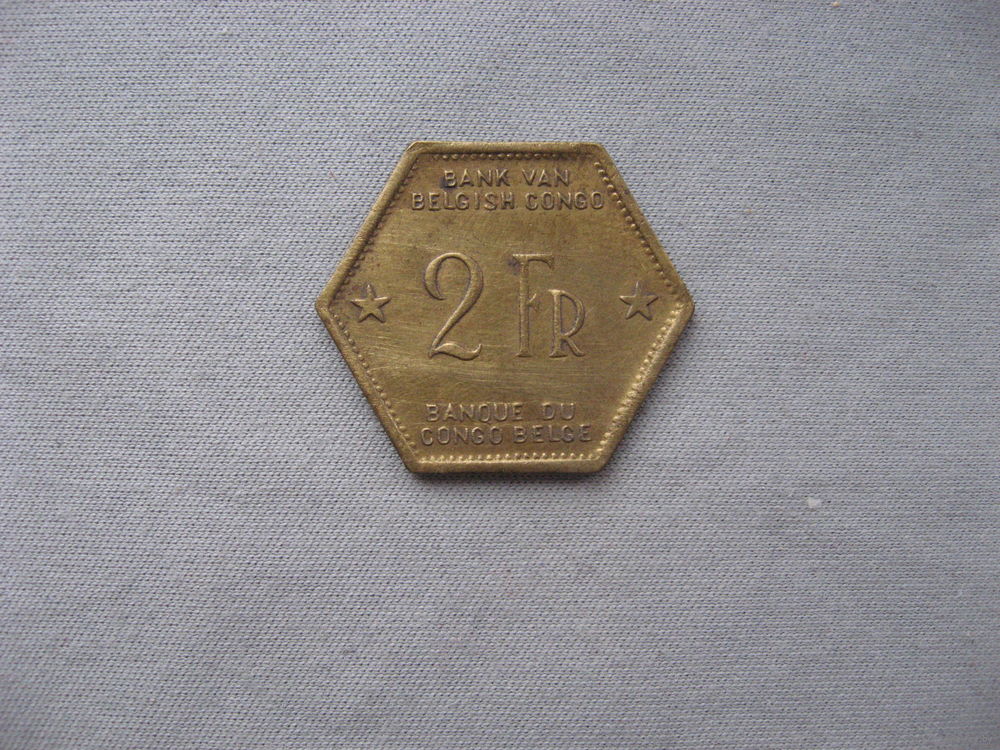 BANK VAN
BELGISH CONGO
2 FR
BANQUE DU
CONGO BELGE